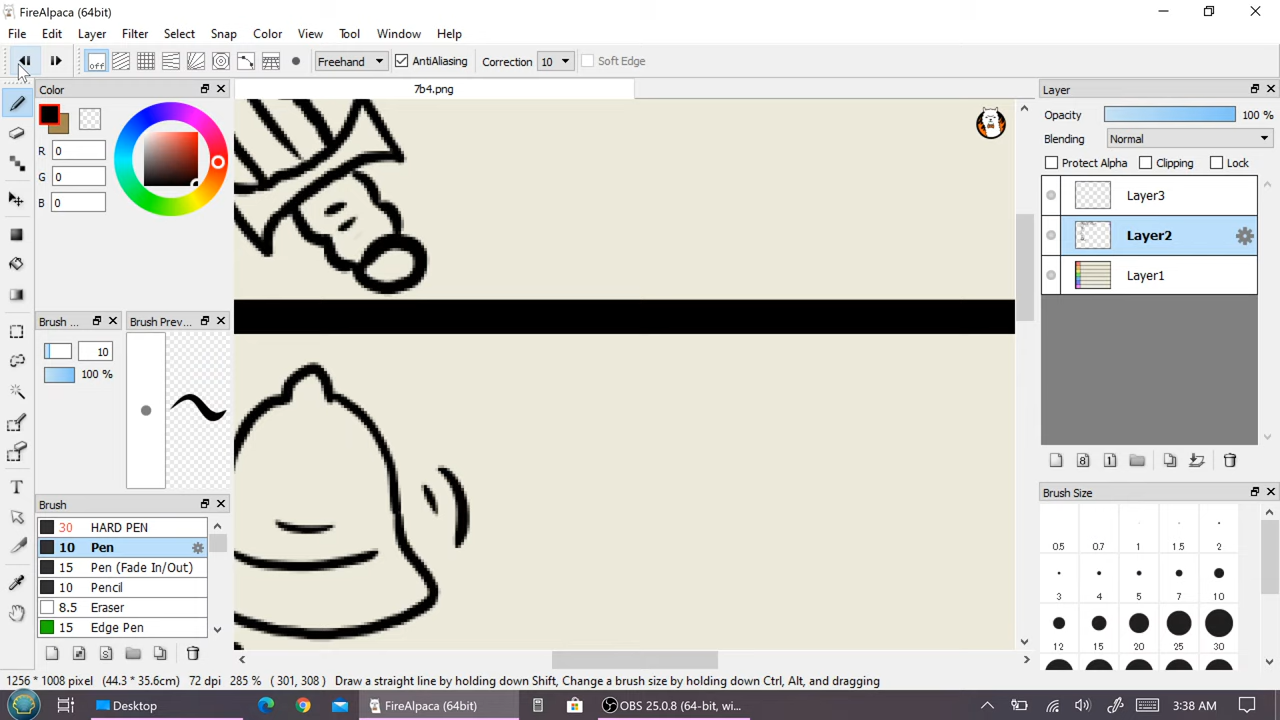 FireAlpaca (64bit)
File Edit Layer Filter Select Snap Color View Tool Window Help
off Freehand AntiAliasing Correction 10 Soft Edge
Color
7b4.png
Layer
R 0
G 0
B 0
Opacity 100 %
Blending Normal
Protect Alpha Clipping Lock
Layer3
Layer2
Layer1
Brush ... Brush Prev...
10
100 %
Brush
30 HARD PEN
10 Pen
15 Pen (Fade In/Out)
10 Pencil
8.5 Eraser
15 Edge Pen
8 1
Brush Size
0.5 0.7 1 1.5 2
3 4 5 7 10
12 15 20 25 30
1256 * 1008 pixel (44.3 * 35.6cm) 72 dpi 285 % ( 301, 308 ) Draw a straight line by holding down Shift, Change a brush size by holding down Ctrl, Alt, and dragging
Desktop FireAlpaca (64bit) OBS 25.0.8 (64-bit, wi... 3:38 AM